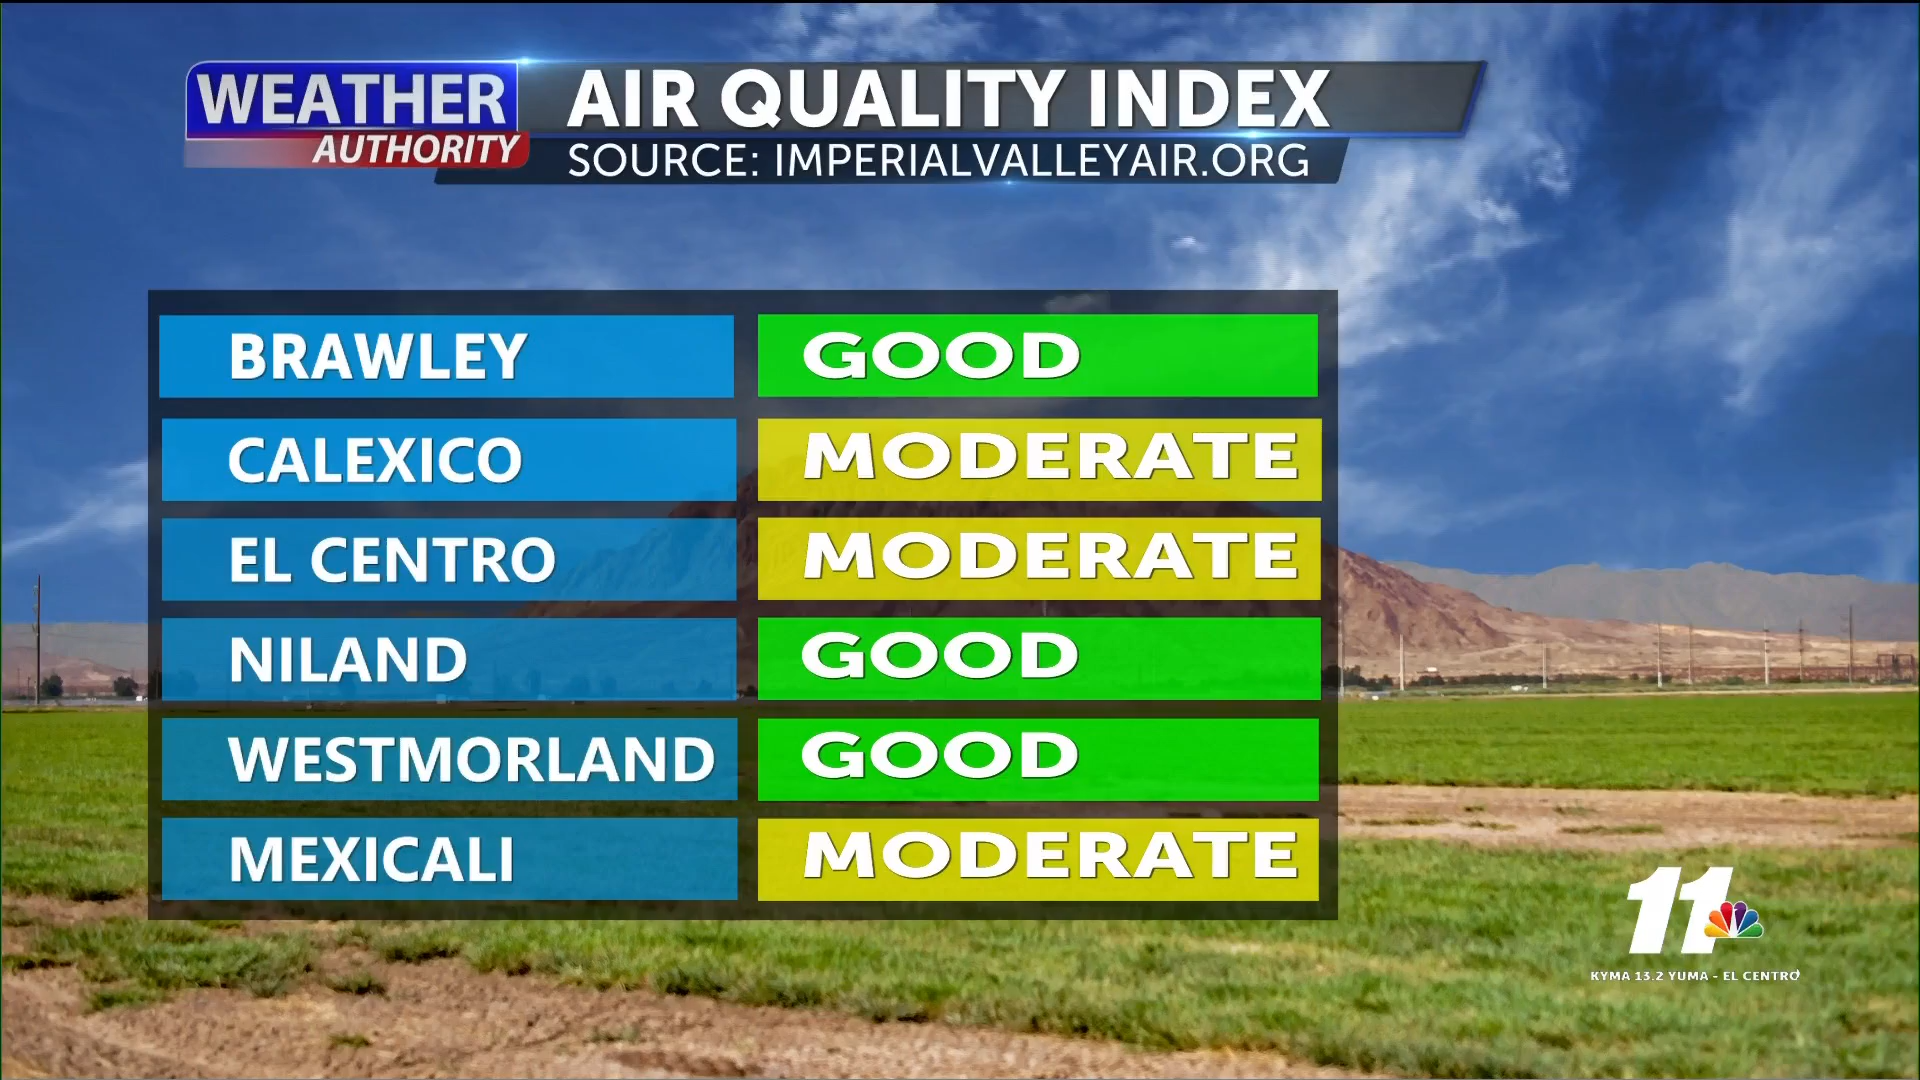 WEATHER
AUTHORITY
AIR QUALITY INDEX
SOURCE: IMPERIALVALLEYAIR.ORG
BRAWLEY GOOD
CALEXICO MODERATE
EL CENTRO MODERATE
NILAND GOOD
WESTMORLAND GOOD
MEXICALI MODERATE
11
KYMA 13.2 YUMA - EL CENTRO